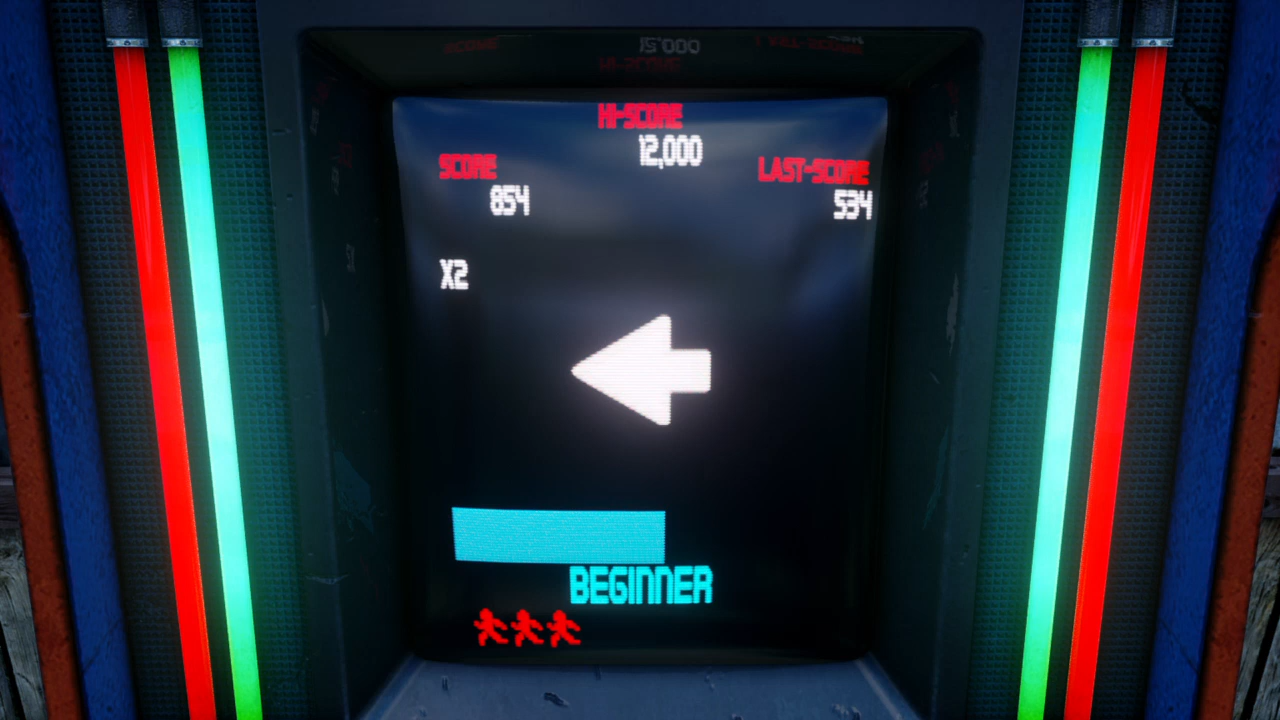 HI-SCORE
12,000
SCORE
854
LAST-SCORE
534
X2
BEGINNER